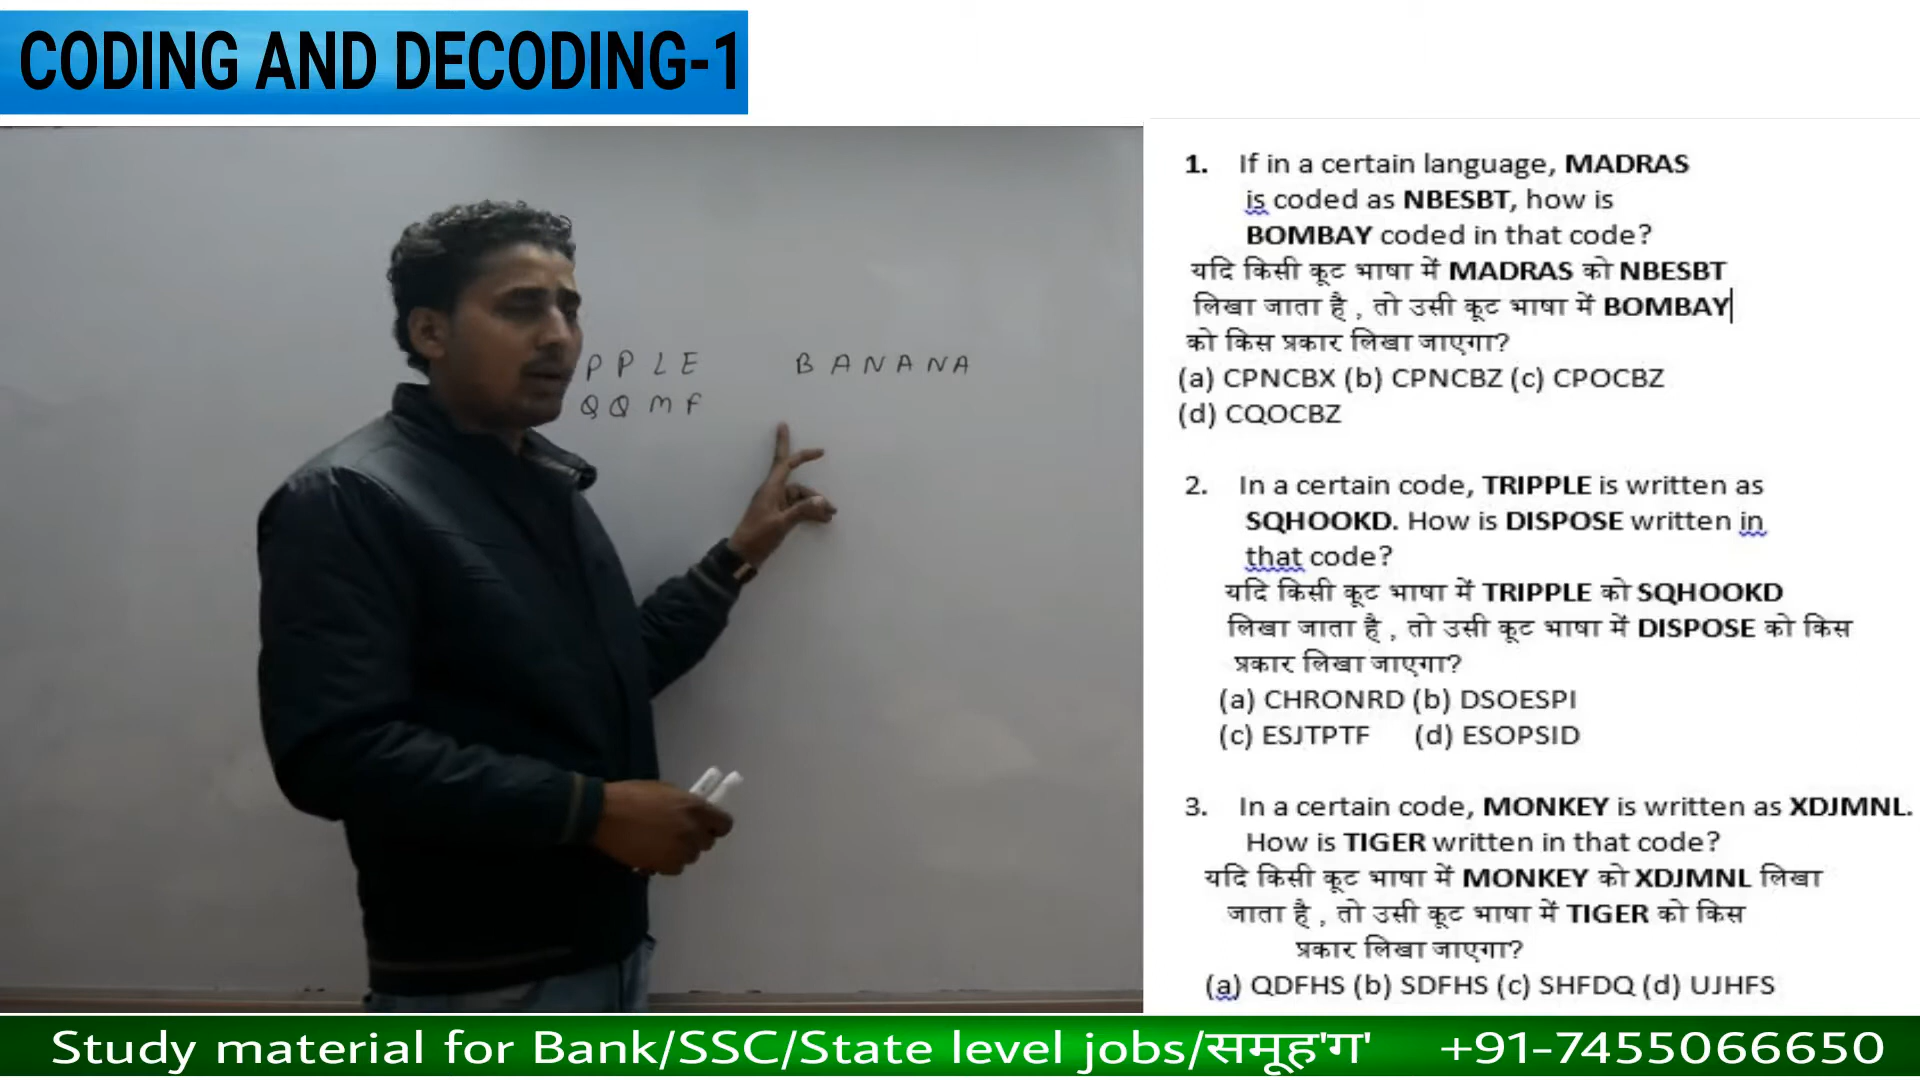 CODING AND DECODING-1
PPLE BANANA
QQMF
1. If in a certain language, MADRAS
is coded as NBESBT, how is
BOMBAY coded in that code?
यदि किसी कूट भाषा में MADRAS को NBESBT
लिखा जाता है , तो उसी कूट भाषा में BOMBAY
को किस प्रकार लिखा जाएगा?
(a) CPNCBX (b) CPNCBZ (c) CPOCBZ
(d) CQOCBZ
2. In a certain code, TRIPPLE is written as
SQHOOKD. How is DISPOSE written in
that code?
यदि किसी कूट भाषा में TRIPPLE को SQHOOKD
लिखा जाता है , तो उसी कूट भाषा में DISPOSE को किस
प्रकार लिखा जाएगा?
(a) CHRONRD (b) DSOESPI
(c) ESJTPTF (d) ESOPSID
3. In a certain code, MONKEY is written as XDJMNL.
How is TIGER written in that code?
यदि किसी कूट भाषा में MONKEY को XDJMNL लिखा
जाता है , तो उसी कूट भाषा में TIGER को किस
प्रकार लिखा जाएगा?
(a) QDFHS (b) SDFHS (c) SHFDQ (d) UJHFS
Study material for Bank/SSC/State level jobs/समूह'ग' +91-7455066650